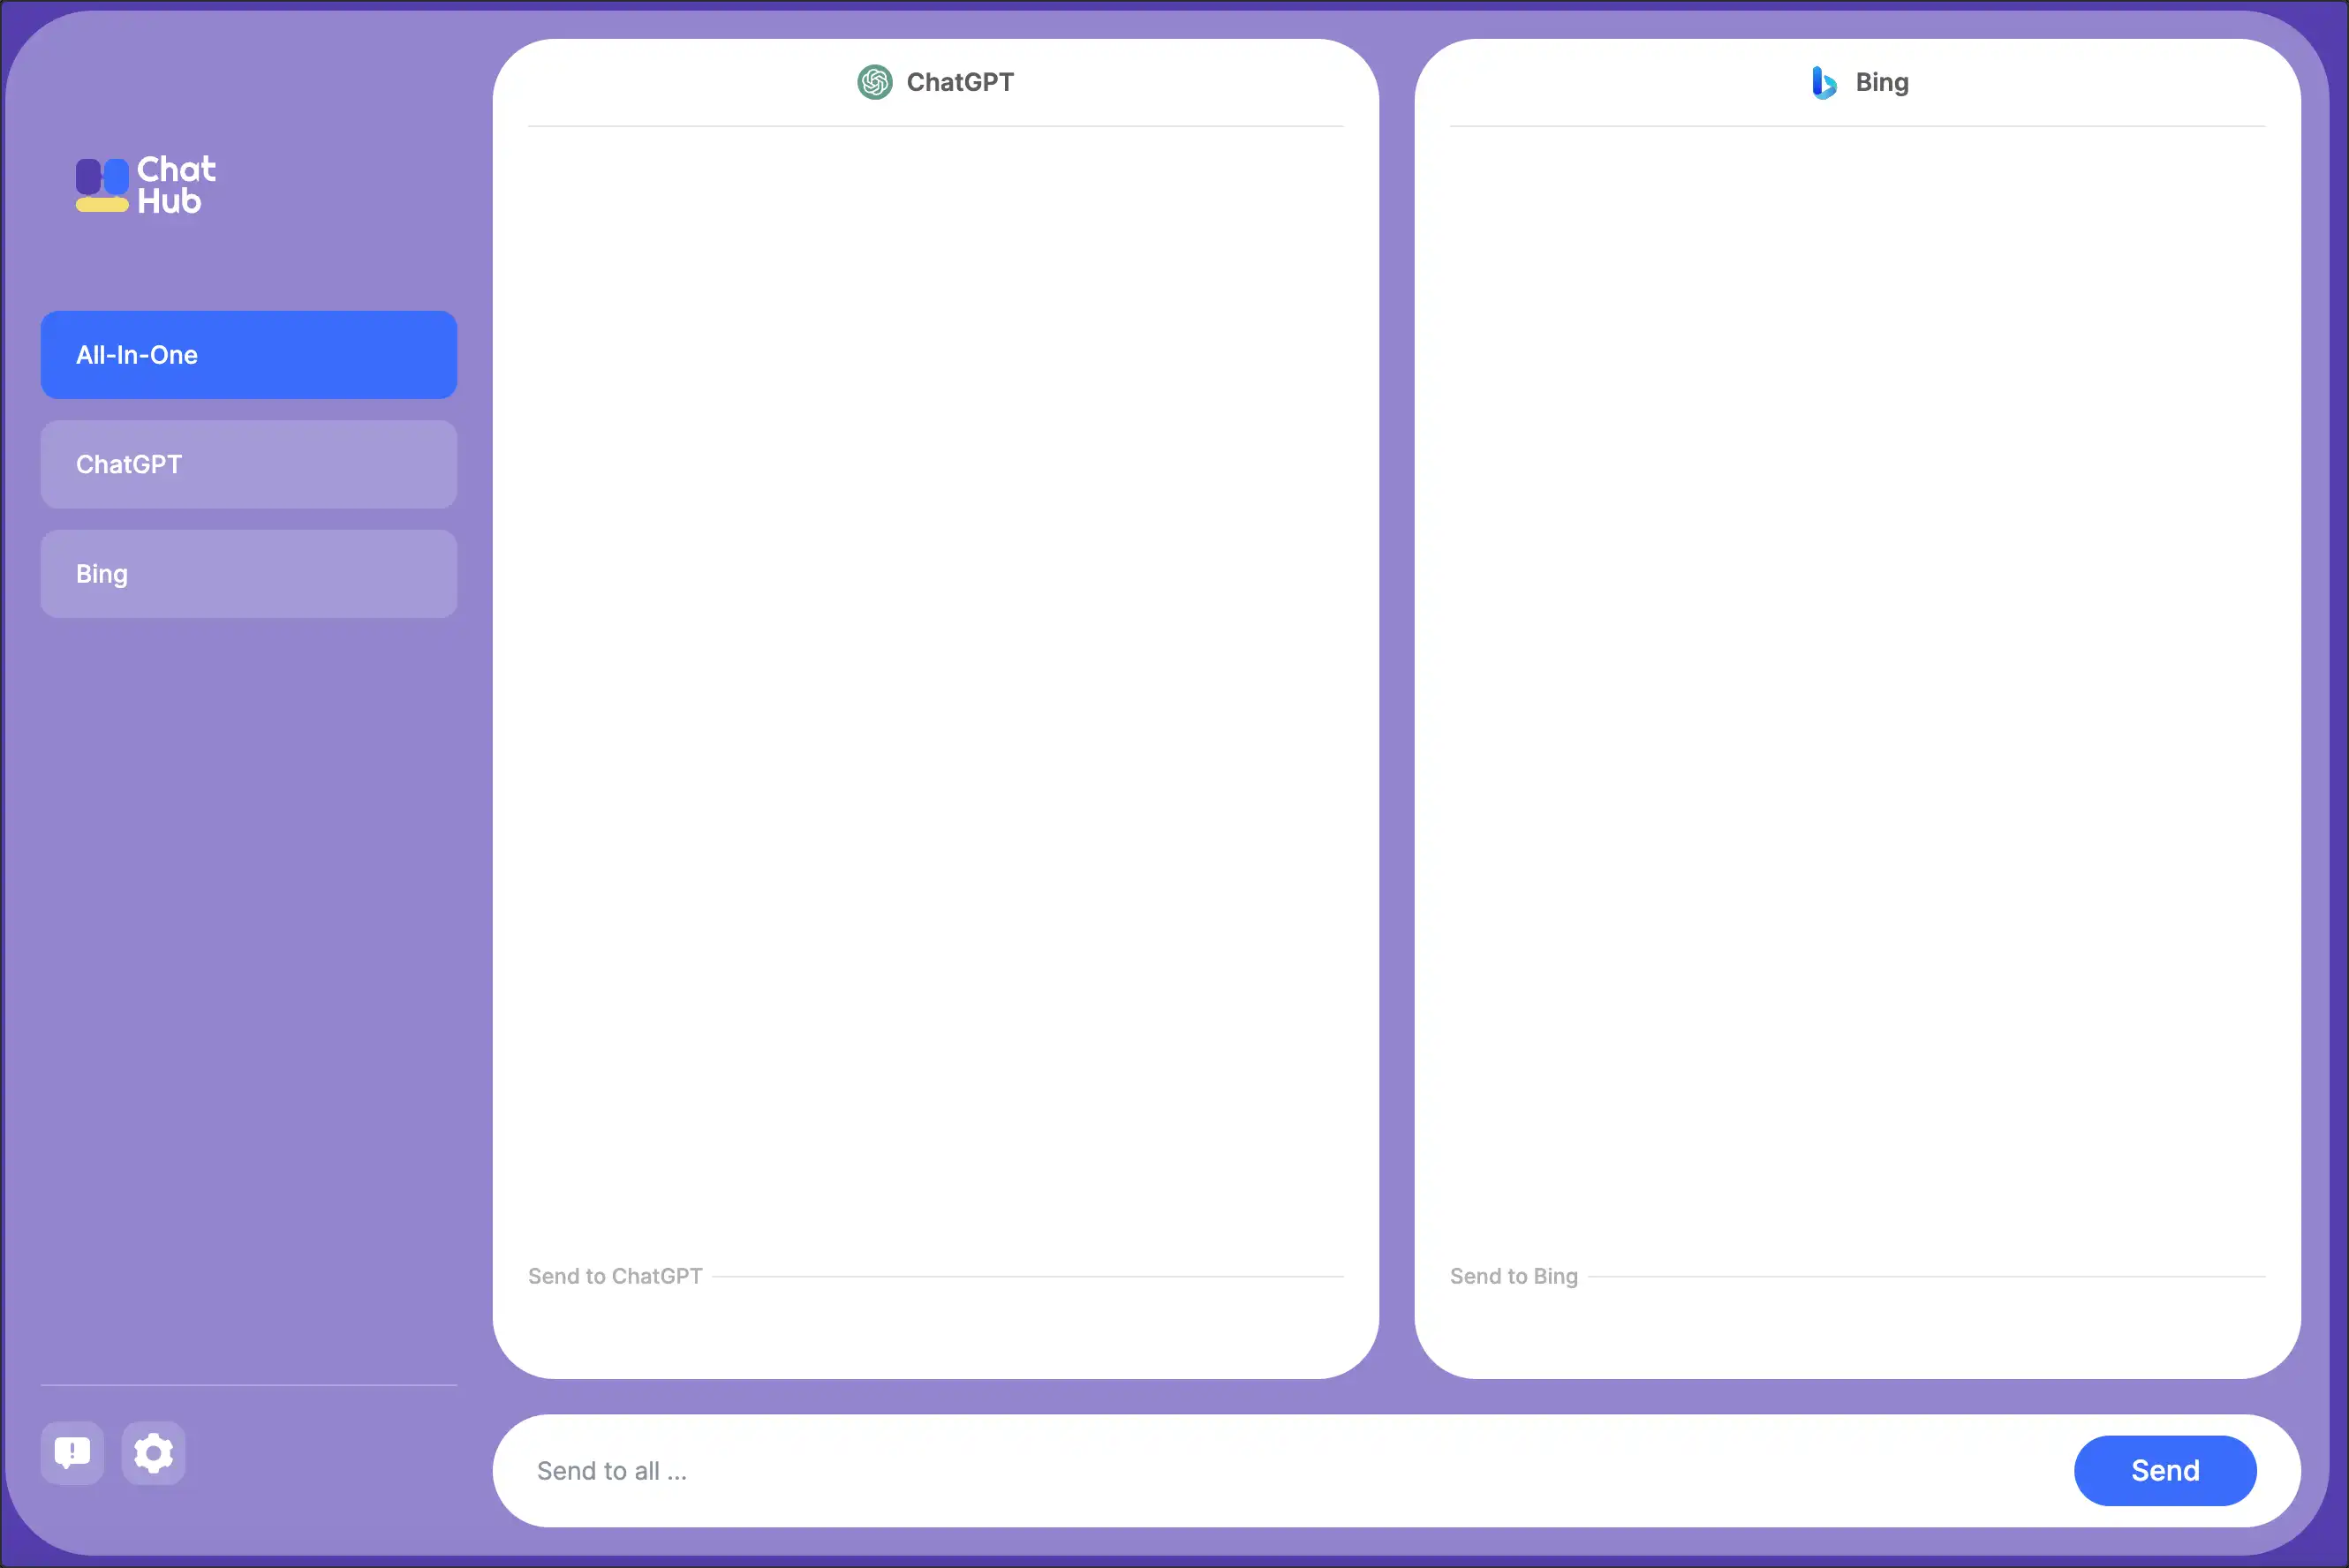 Chat
Hub
All-In-One
ChatGPT
Bing
ChatGPT
Send to ChatGPT
Bing
Send to Bing
Send to all ...
Send